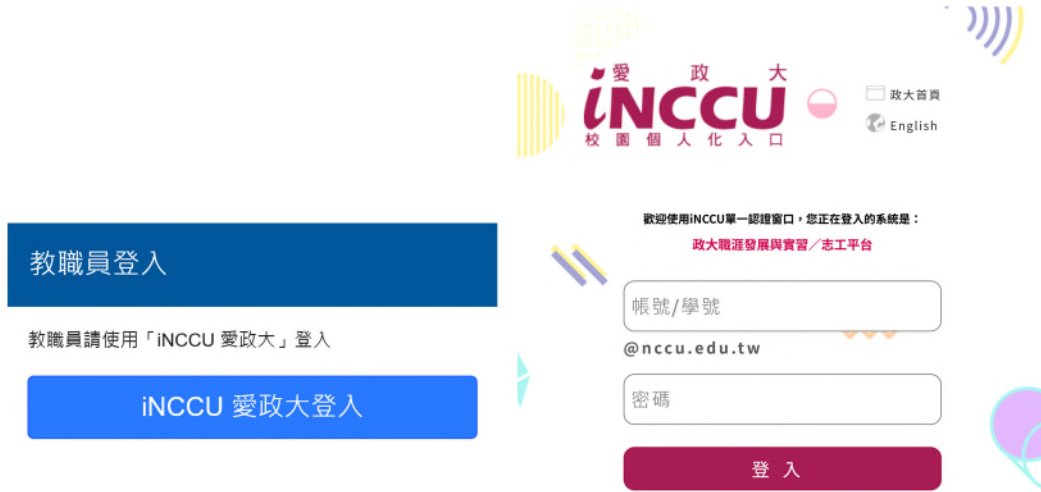 教職員登入
教職員請使用「iNCCU 愛政大」登入
iNCCU 愛政大登入
愛政大
iNCCU
校園個人化入口
政大首頁
English
歡迎使用iNCCU單一認證窗口，您正在登入的系統是：
政大職涯發展與實習／志工平台
帳號/學號
@nccu.edu.tw
密碼
登入